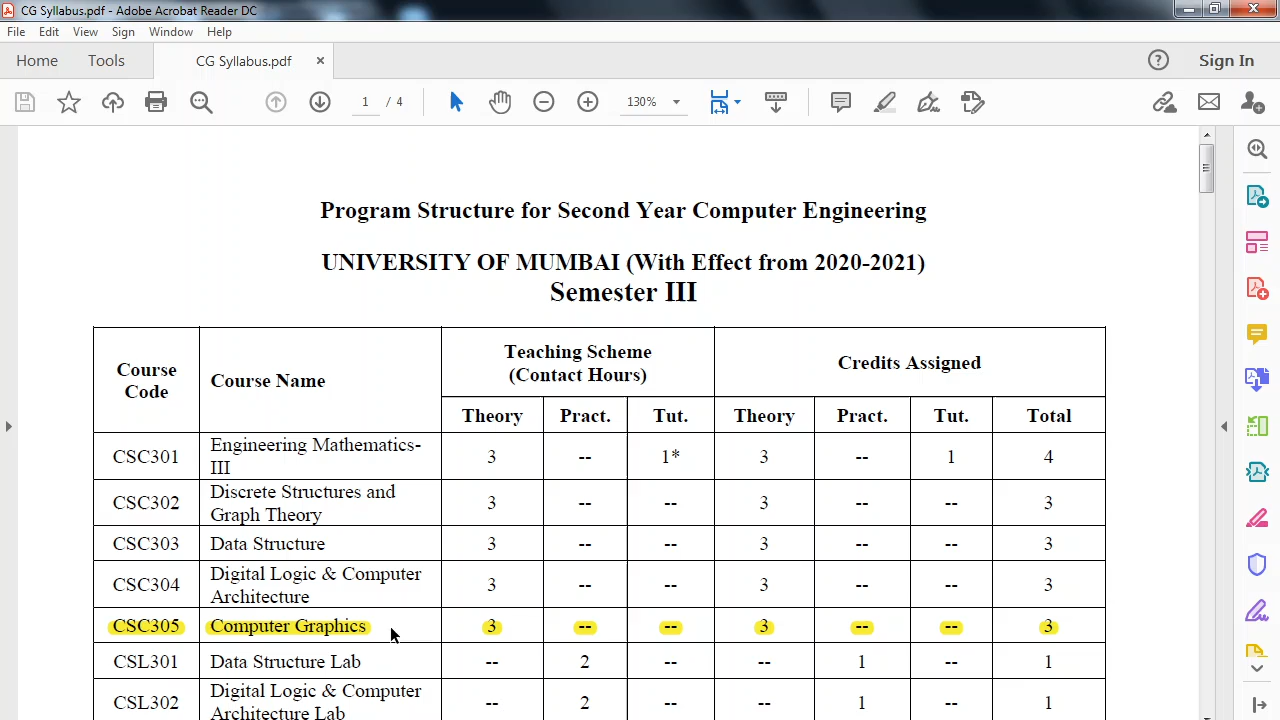 CG Syllabus.pdf - Adobe Acrobat Reader DC
File Edit View Sign Window Help
Home Tools CG Syllabus.pdf × ? Sign In
1 / 4 130%
Program Structure for Second Year Computer Engineering
UNIVERSITY OF MUMBAI (With Effect from 2020-2021)
Semester III
Course Code
Course Name
Teaching Scheme
(Contact Hours)
Credits Assigned
Theory Pract. Tut. Theory Pract. Tut. Total
CSC301 Engineering Mathematics-
III 3 -- 1* 3 -- 1 4
CSC302 Discrete Structures and
Graph Theory 3 -- -- 3 -- -- 3
CSC303 Data Structure 3 -- -- 3 -- -- 3
CSC304 Digital Logic & Computer
Architecture 3 -- -- 3 -- -- 3
CSC305 Computer Graphics 3 -- -- 3 -- -- 3
CSL301 Data Structure Lab -- 2 -- -- 1 -- 1
CSL302 Digital Logic & Computer
Architecture Lab -- 2 -- -- 1 -- 1